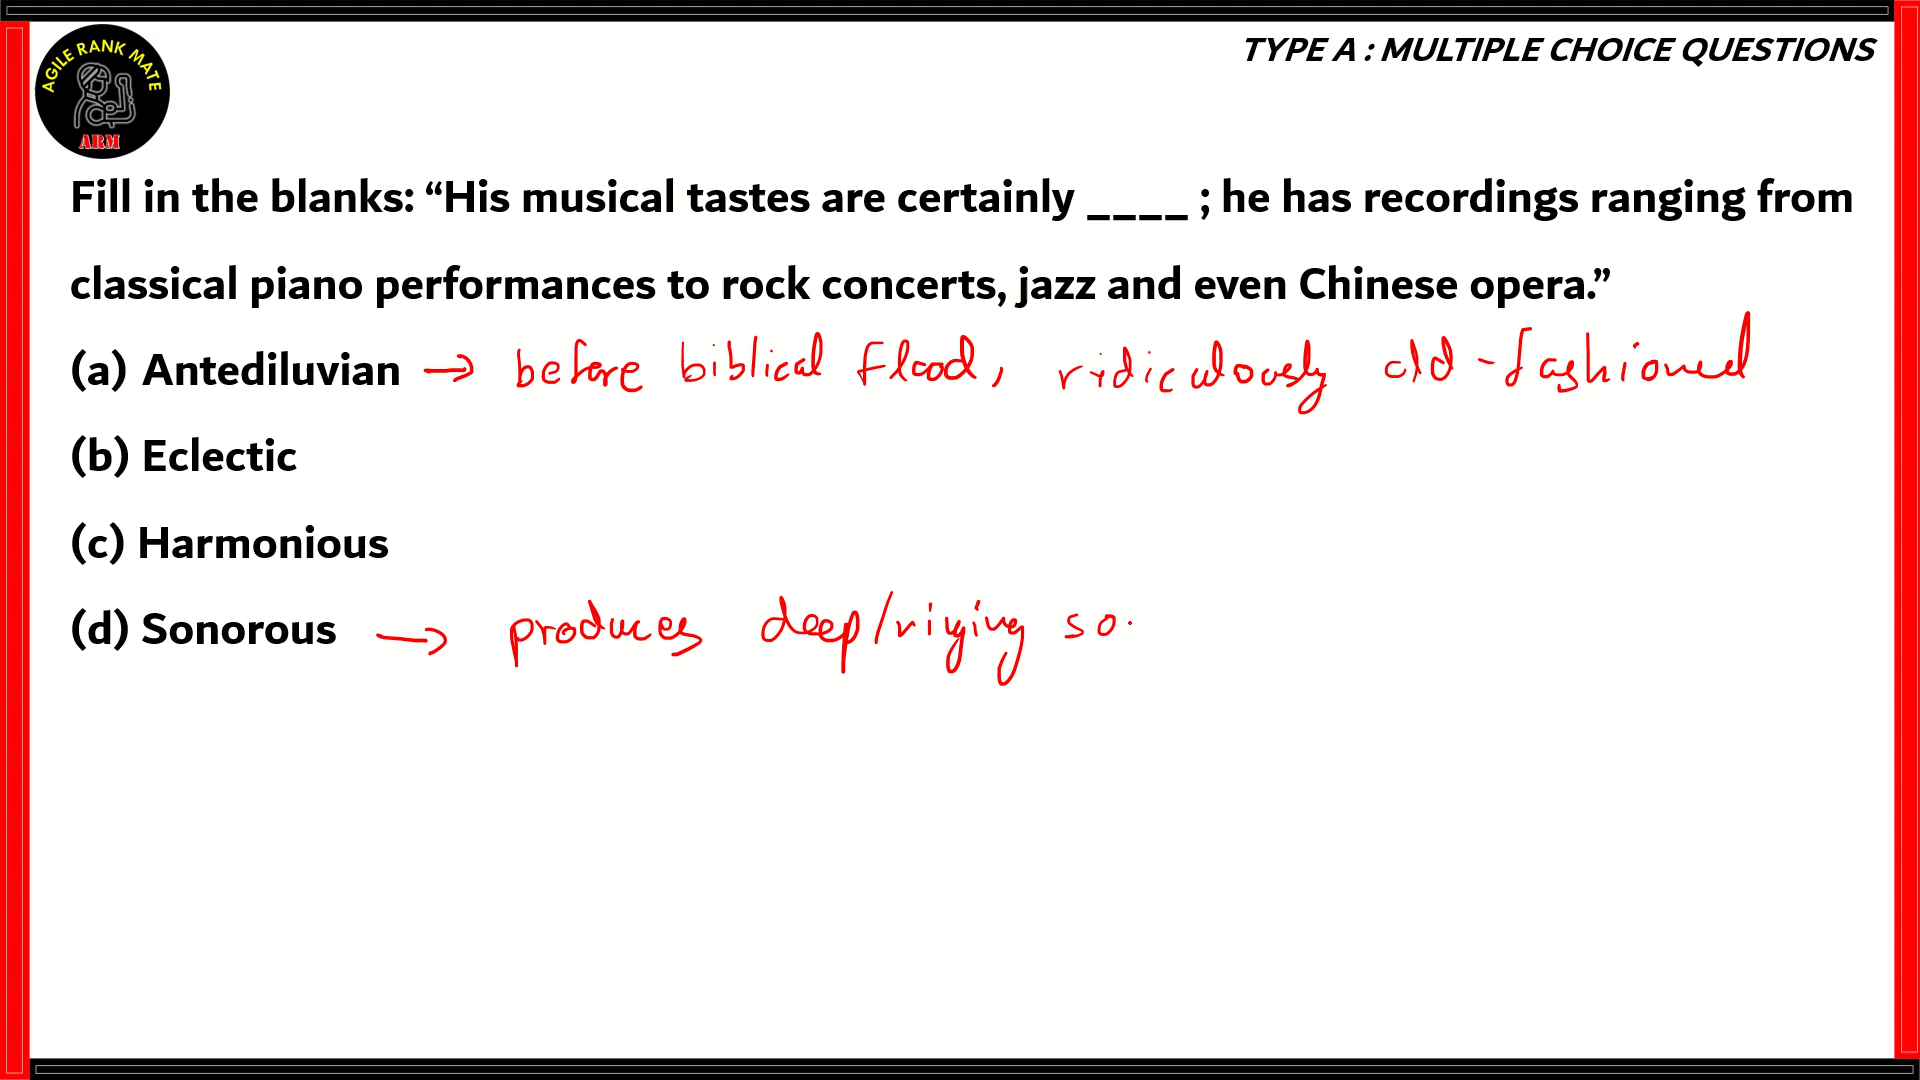 AGILE RANK MATE
ARM
TYPE A : MULTIPLE CHOICE QUESTIONS
Fill in the blanks: “His musical tastes are certainly ____ ; he has recordings ranging from
classical piano performances to rock concerts, jazz and even Chinese opera.”
(a) Antediluvian → before biblical flood, ridiculously old-fashioned
(b) Eclectic
(c) Harmonious
(d) Sonorous → produces deep/ringing so